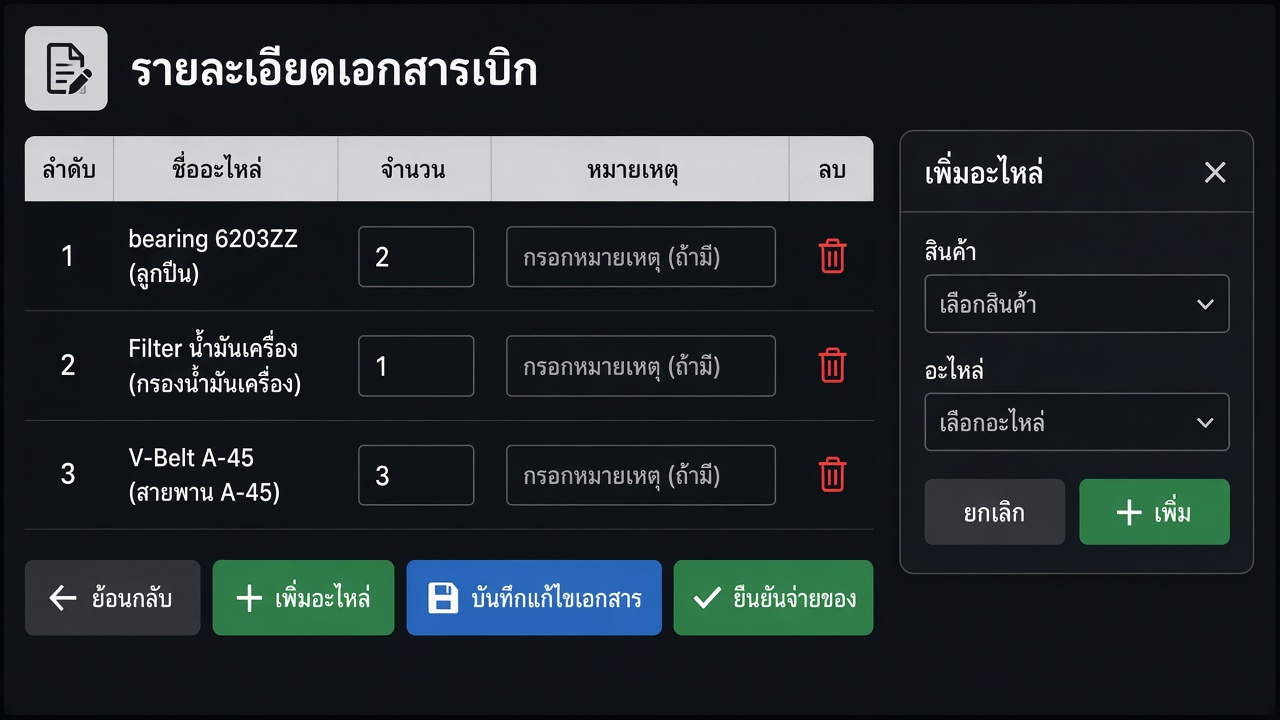 รายละเอียดเอกสารเบิก
ลำดับ ชื่ออะไหล่ จำนวน หมายเหตุ ลบ
1 bearing 6203ZZ (ลูกปืน) 2 กรอกหมายเหตุ (ถ้ามี)
2 Filter น้ำมันเครื่อง (กรองน้ำมันเครื่อง) 1 กรอกหมายเหตุ (ถ้ามี)
3 V-Belt A-45 (สายพาน A-45) 3 กรอกหมายเหตุ (ถ้ามี)
ย้อนกลับ เพิ่มอะไหล่ บันทึกแก้ไขเอกสาร ยืนยันจ่ายของ
เพิ่มอะไหล่
สินค้า
เลือกสินค้า
อะไหล่
เลือกอะไหล่
ยกเลิก เพิ่ม